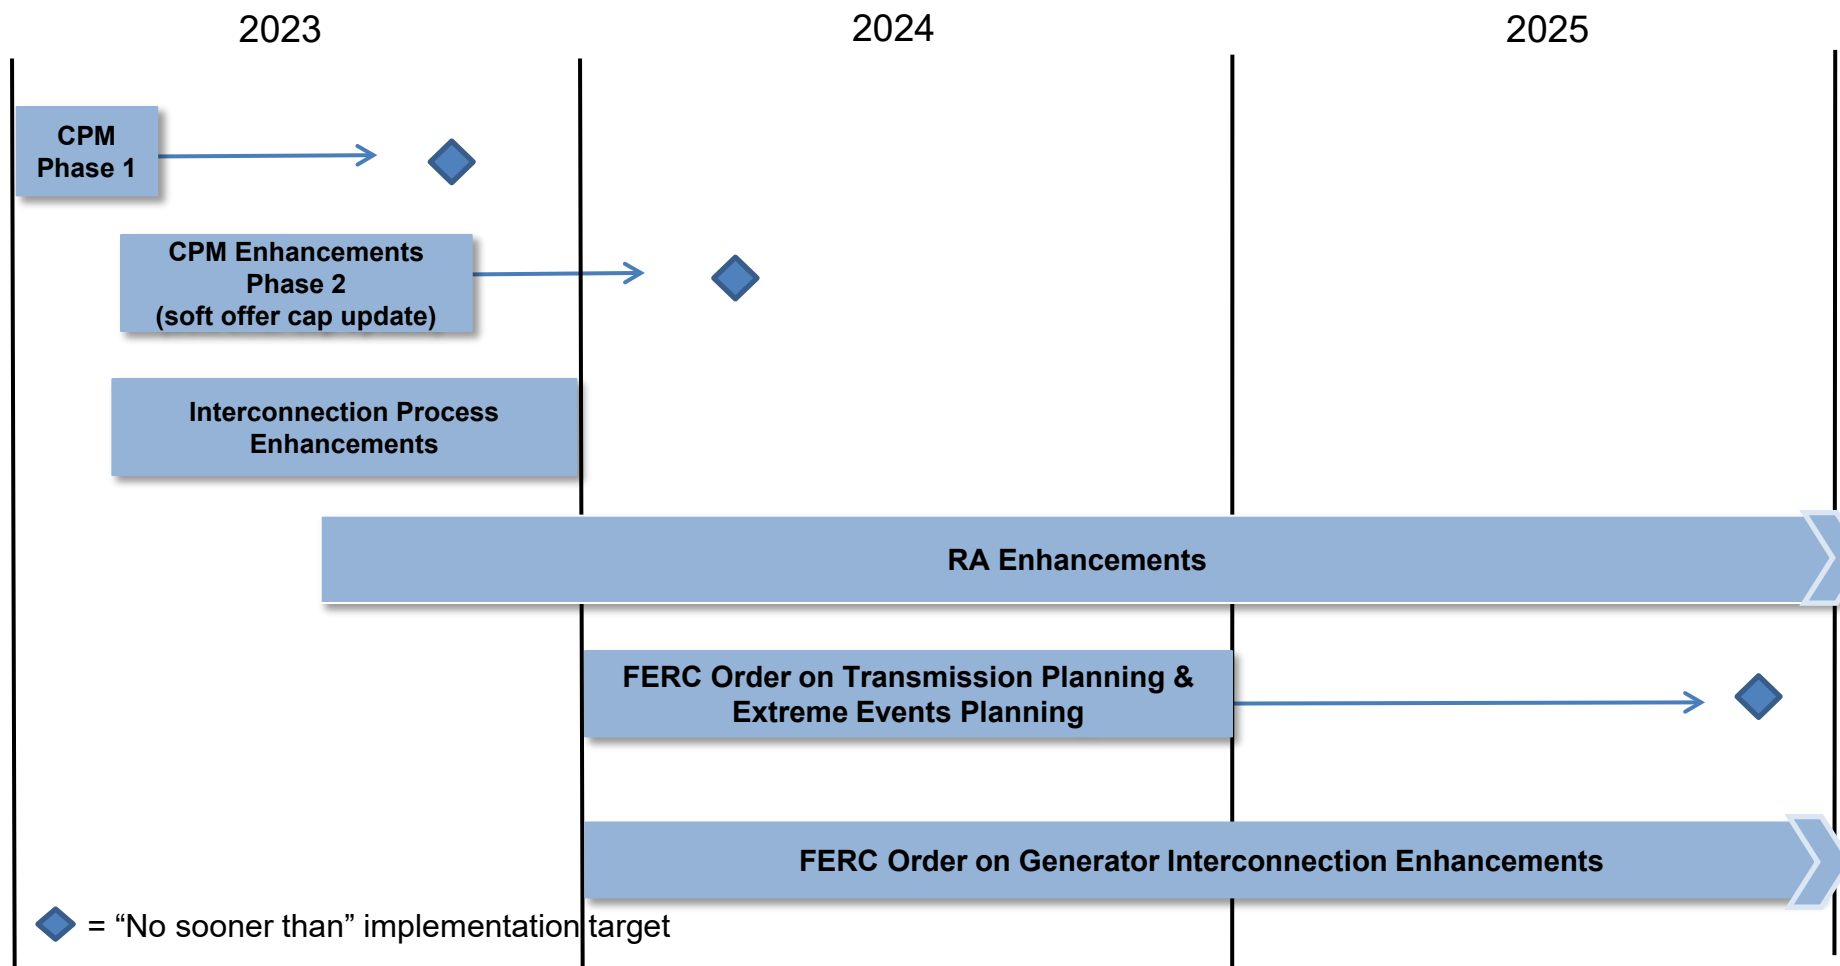 2023
2024
2025
CPM
Phase 1
CPM Enhancements
Phase 2
(soft offer cap update)
Interconnection Process
Enhancements
RA Enhancements
FERC Order on Transmission Planning &
Extreme Events Planning
FERC Order on Generator Interconnection Enhancements
= “No sooner than” implementation target